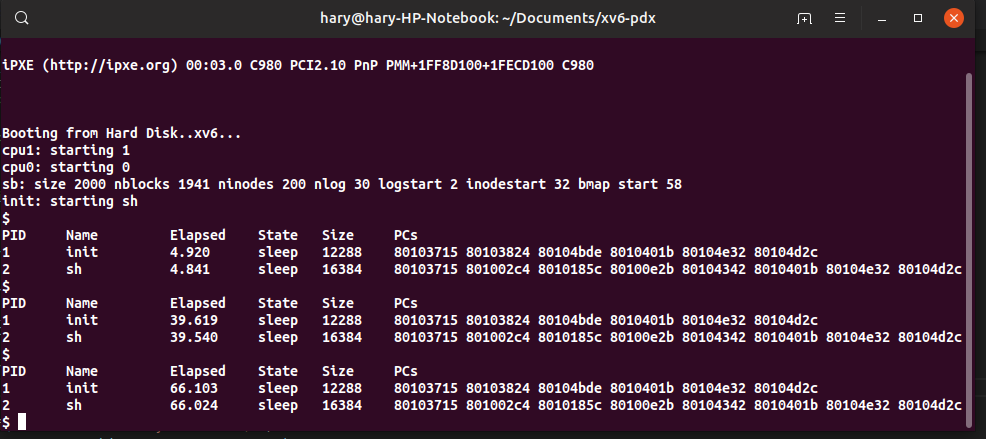 hary@hary-HP-Notebook: ~/Documents/xv6-pdx
iPXE (http://ipxe.org) 00:03.0 C980 PCI2.10 PnP PMM+1FF8D100+1FECD100 C980
Booting from Hard Disk..xv6...
cpu1: starting 1
cpu0: starting 0
sb: size 2000 nblocks 1941 ninodes 200 nlog 30 logstart 2 inodestart 32 bmap start 58
init: starting sh
$
PID Name Elapsed State Size PCs
1 init 4.920 sleep 12288 80103715 80103824 80104bde 8010401b 80104e32 80104d2c
2 sh 4.841 sleep 16384 80103715 801002c4 8010185c 80100e2b 80104342 8010401b 80104e32 80104d2c
$
PID Name Elapsed State Size PCs
1 init 39.619 sleep 12288 80103715 80103824 80104bde 8010401b 80104e32 80104d2c
2 sh 39.540 sleep 16384 80103715 801002c4 8010185c 80100e2b 80104342 8010401b 80104e32 80104d2c
$
PID Name Elapsed State Size PCs
1 init 66.103 sleep 12288 80103715 80103824 80104bde 8010401b 80104e32 80104d2c
2 sh 66.024 sleep 16384 80103715 801002c4 8010185c 80100e2b 80104342 8010401b 80104e32 80104d2c
$